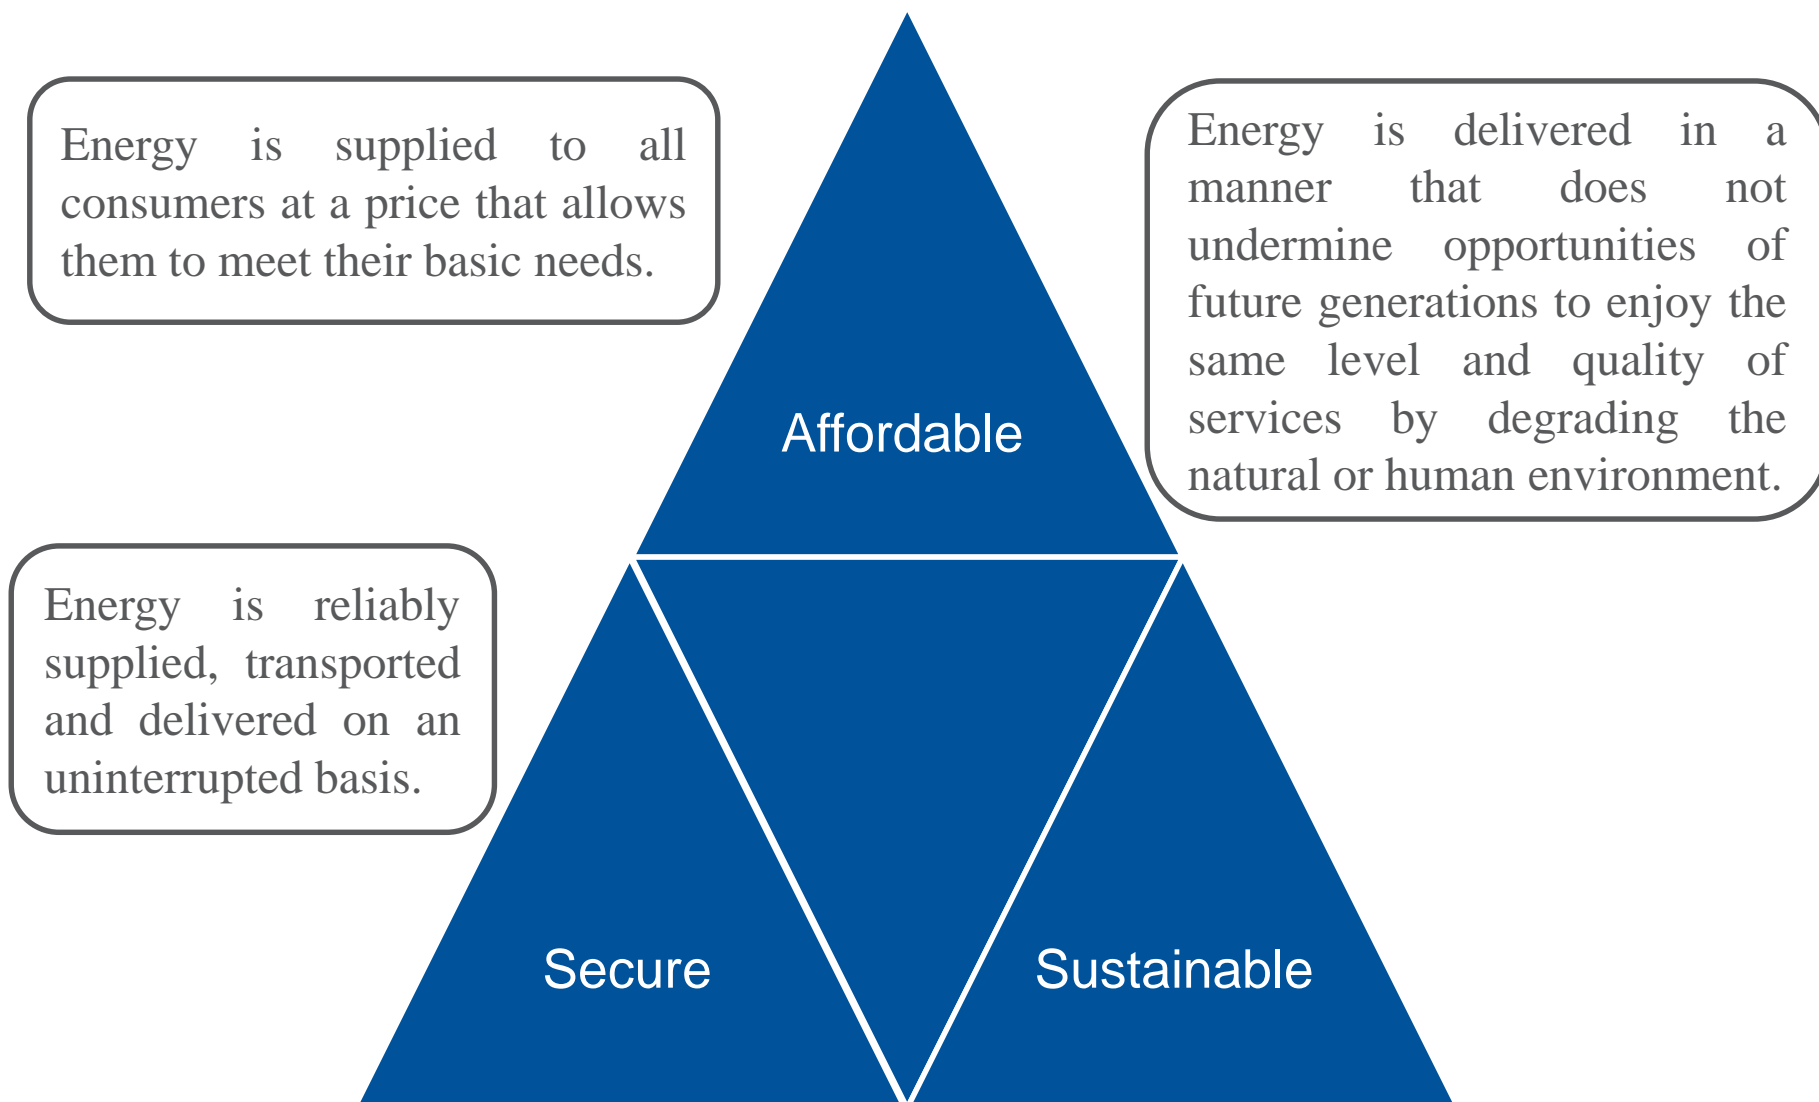 Energy is supplied to all
consumers at a price that allows
them to meet their basic needs.
Energy is delivered in a
manner that does not
undermine opportunities of
future generations to enjoy the
same level and quality of
services by degrading the
natural or human environment.
Affordable
Energy is reliably
supplied, transported
and delivered on an
uninterrupted basis.
Secure
Sustainable